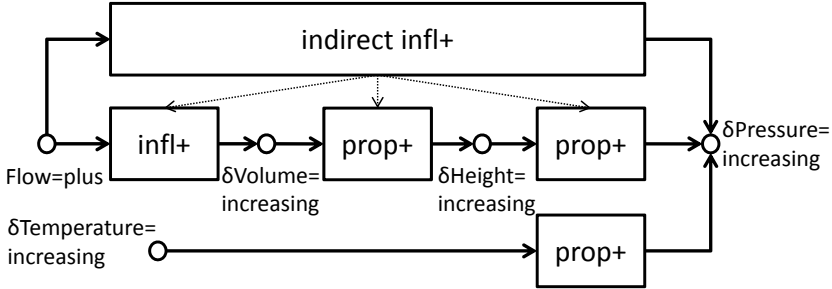 indirect infl+
infl+
prop+
prop+
δPressure=
increasing
Flow=plus
δVolume=
increasing
δHeight=
increasing
δTemperature=
increasing
prop+